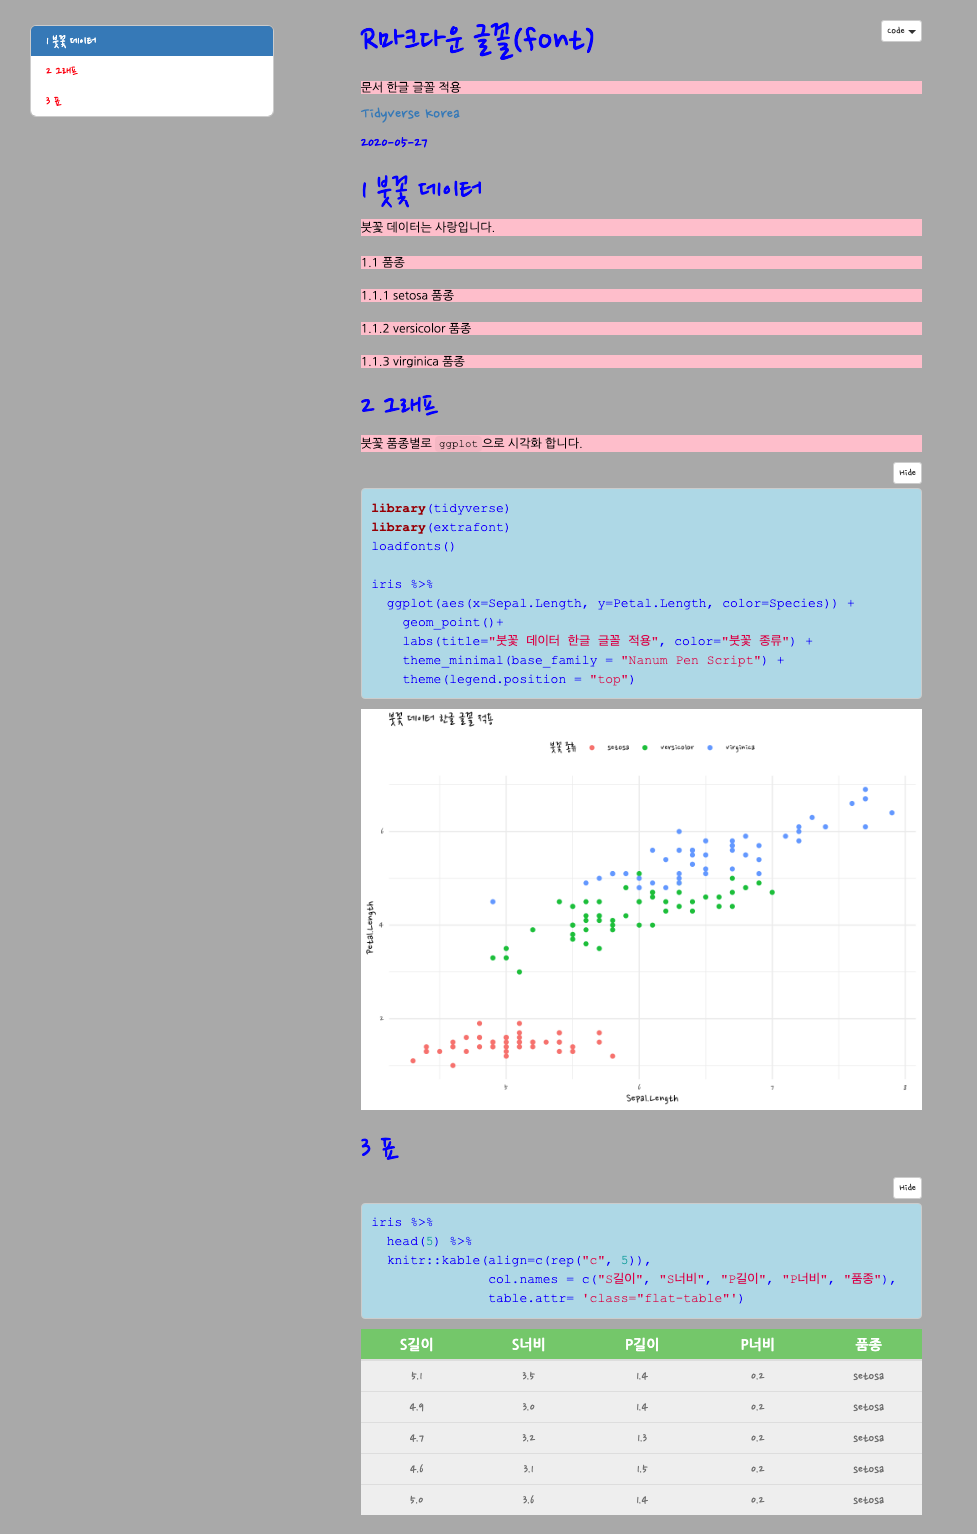 1 붓꽃 데이터
2 그래프
3 표
R마크다운 글꼴(font)
Code
문서 한글 글꼴 적용
Tidyverse Korea
2020-05-27
1 붓꽃 데이터
붓꽃 데이터는 사랑입니다.
1.1 품종
1.1.1 setosa 품종
1.1.2 versicolor 품종
1.1.3 virginica 품종
2 그래프
붓꽃 품종별로 ggplot 으로 시각화 합니다.
Hide
library(tidyverse)
library(extrafont)
loadfonts()
iris %>%
  ggplot(aes(x=Sepal.Length, y=Petal.Length, color=Species)) +
    geom_point()+
    labs(title="붓꽃 데이터 한글 글꼴 적용", color="붓꽃 종류") +
    theme_minimal(base_family = "Nanum Pen Script") +
    theme(legend.position = "top")
붓꽃 데이터 한글 글꼴 적용
붓꽃 종류 setosa versicolor virginica
6
4
2
Petal.Length
5 6 7 8
Sepal.Length
3 표
Hide
iris %>%
  head(5) %>%
  knitr::kable(align=c(rep("c", 5)),
               col.names = c("S길이", "S너비", "P길이", "P너비", "품종"),
               table.attr= 'class="flat-table"')
S길이 S너비 P길이 P너비 품종
5.1 3.5 1.4 0.2 setosa
4.9 3.0 1.4 0.2 setosa
4.7 3.2 1.3 0.2 setosa
4.6 3.1 1.5 0.2 setosa
5.0 3.6 1.4 0.2 setosa